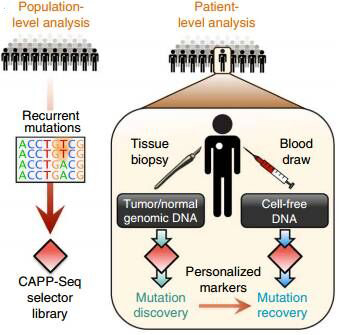 Population-
level analysis
Recurrent
mutations
ACCTGTCG
ACCTGTCG
ACCTGACG
ACCTGACG
CAPP-Seq
selector
library
Patient-
level analysis
Tissue
biopsy
Blood
draw
Tumor/normal
genomic DNA
Cell-free
DNA
Personalized
markers
Mutation
discovery
Mutation
recovery